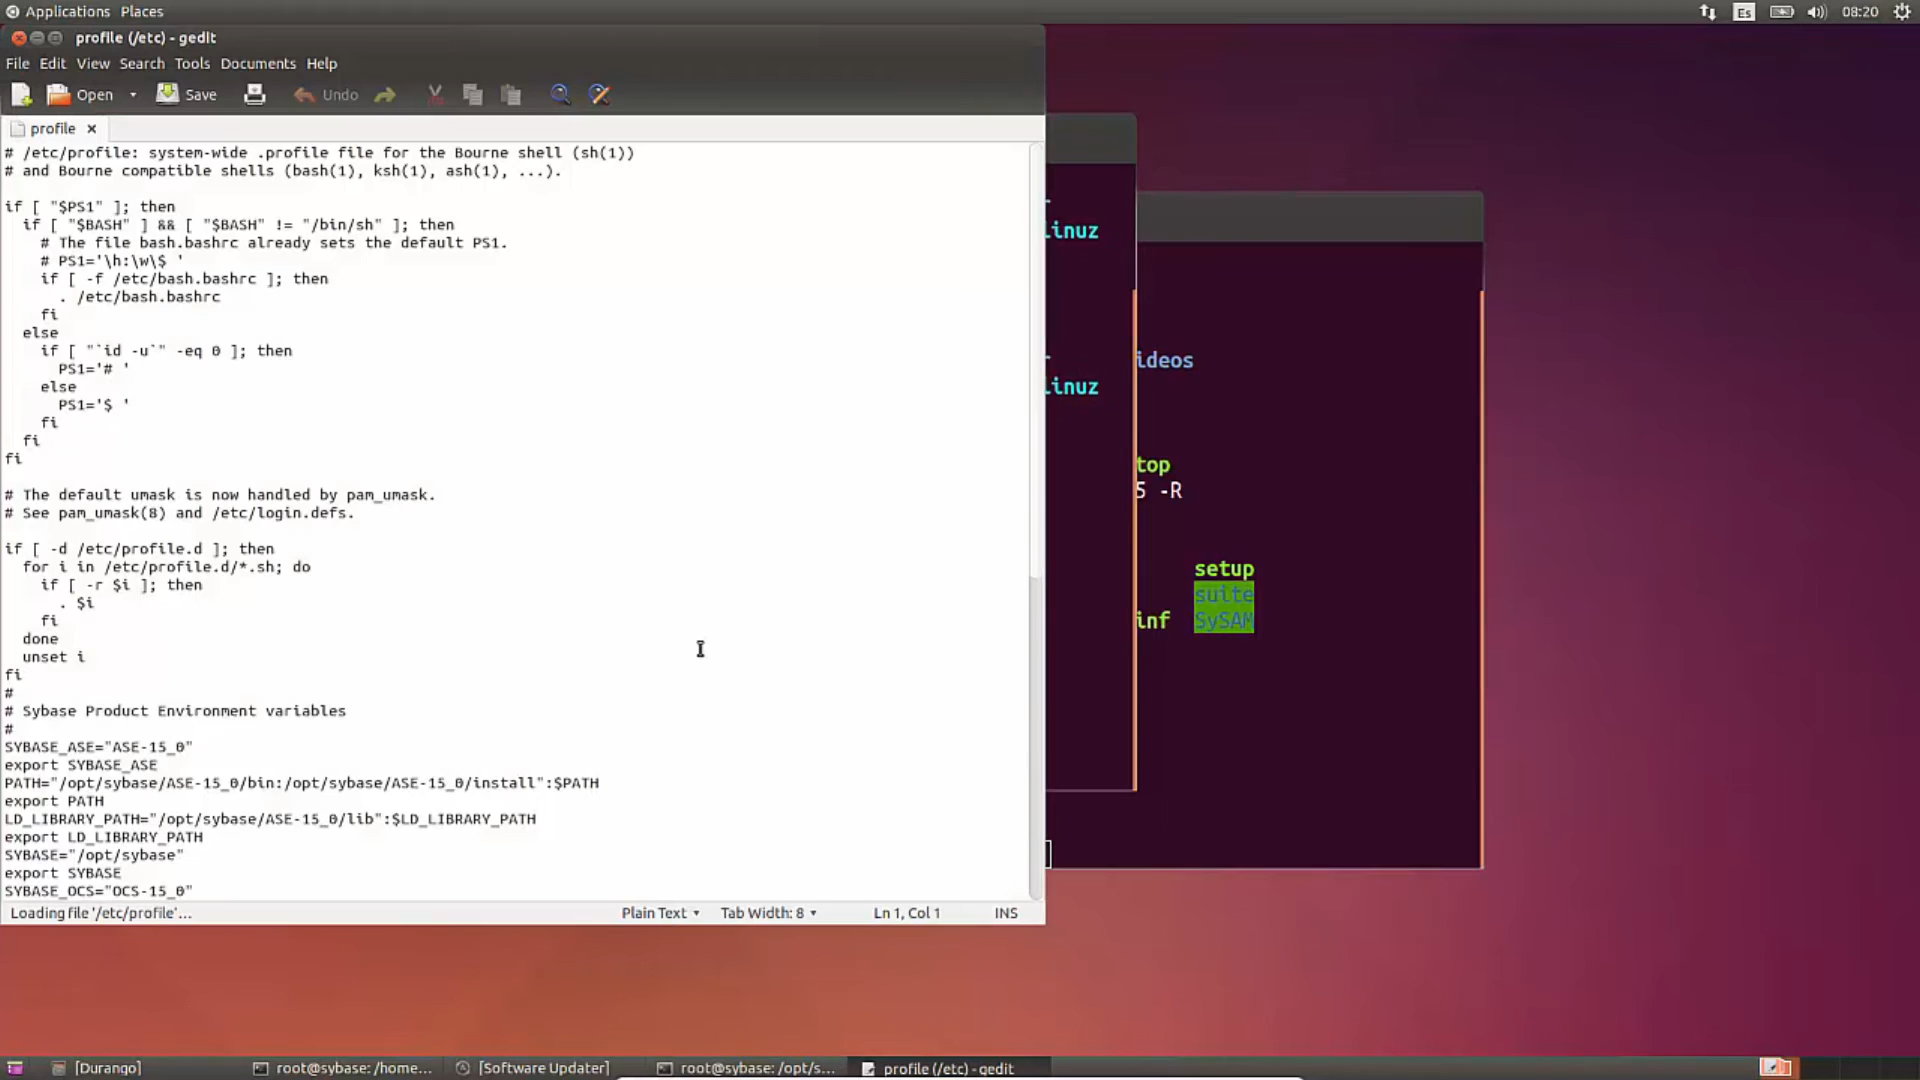 Applications Places
Es 08:20
profile (/etc) - gedit
File Edit View Search Tools Documents Help
Open Save Undo
profile
# /etc/profile: system-wide .profile file for the Bourne shell (sh(1))
# and Bourne compatible shells (bash(1), ksh(1), ash(1), ...).
if [ "$PS1" ]; then
  if [ "$BASH" ] && [ "$BASH" != "/bin/sh" ]; then
    # The file bash.bashrc already sets the default PS1.
    # PS1='\h:\w\$ '
    if [ -f /etc/bash.bashrc ]; then
      . /etc/bash.bashrc
    fi
  else
    if [ "`id -u`" -eq 0 ]; then
      PS1='# '
    else
      PS1='$ '
    fi
  fi
fi
# The default umask is now handled by pam_umask.
# See pam_umask(8) and /etc/login.defs.
if [ -d /etc/profile.d ]; then
  for i in /etc/profile.d/*.sh; do
    if [ -r $i ]; then
      . $i
    fi
  done
  unset i
fi
#
# Sybase Product Environment variables
#
SYBASE_ASE="ASE-15_0"
export SYBASE_ASE
PATH="/opt/sybase/ASE-15_0/bin:/opt/sybase/ASE-15_0/install":$PATH
export PATH
LD_LIBRARY_PATH="/opt/sybase/ASE-15_0/lib":$LD_LIBRARY_PATH
export LD_LIBRARY_PATH
SYBASE="/opt/sybase"
export SYBASE
SYBASE_OCS="OCS-15_0"
Loading file '/etc/profile'... Plain Text Tab Width: 8 Ln 1, Col 1 INS
linuz
linuz
ideos
top
5 -R
setup
suite
inf SySAM
[Durango] root@sybase: /home... [Software Updater] root@sybase: /opt/s... profile (/etc) - gedit